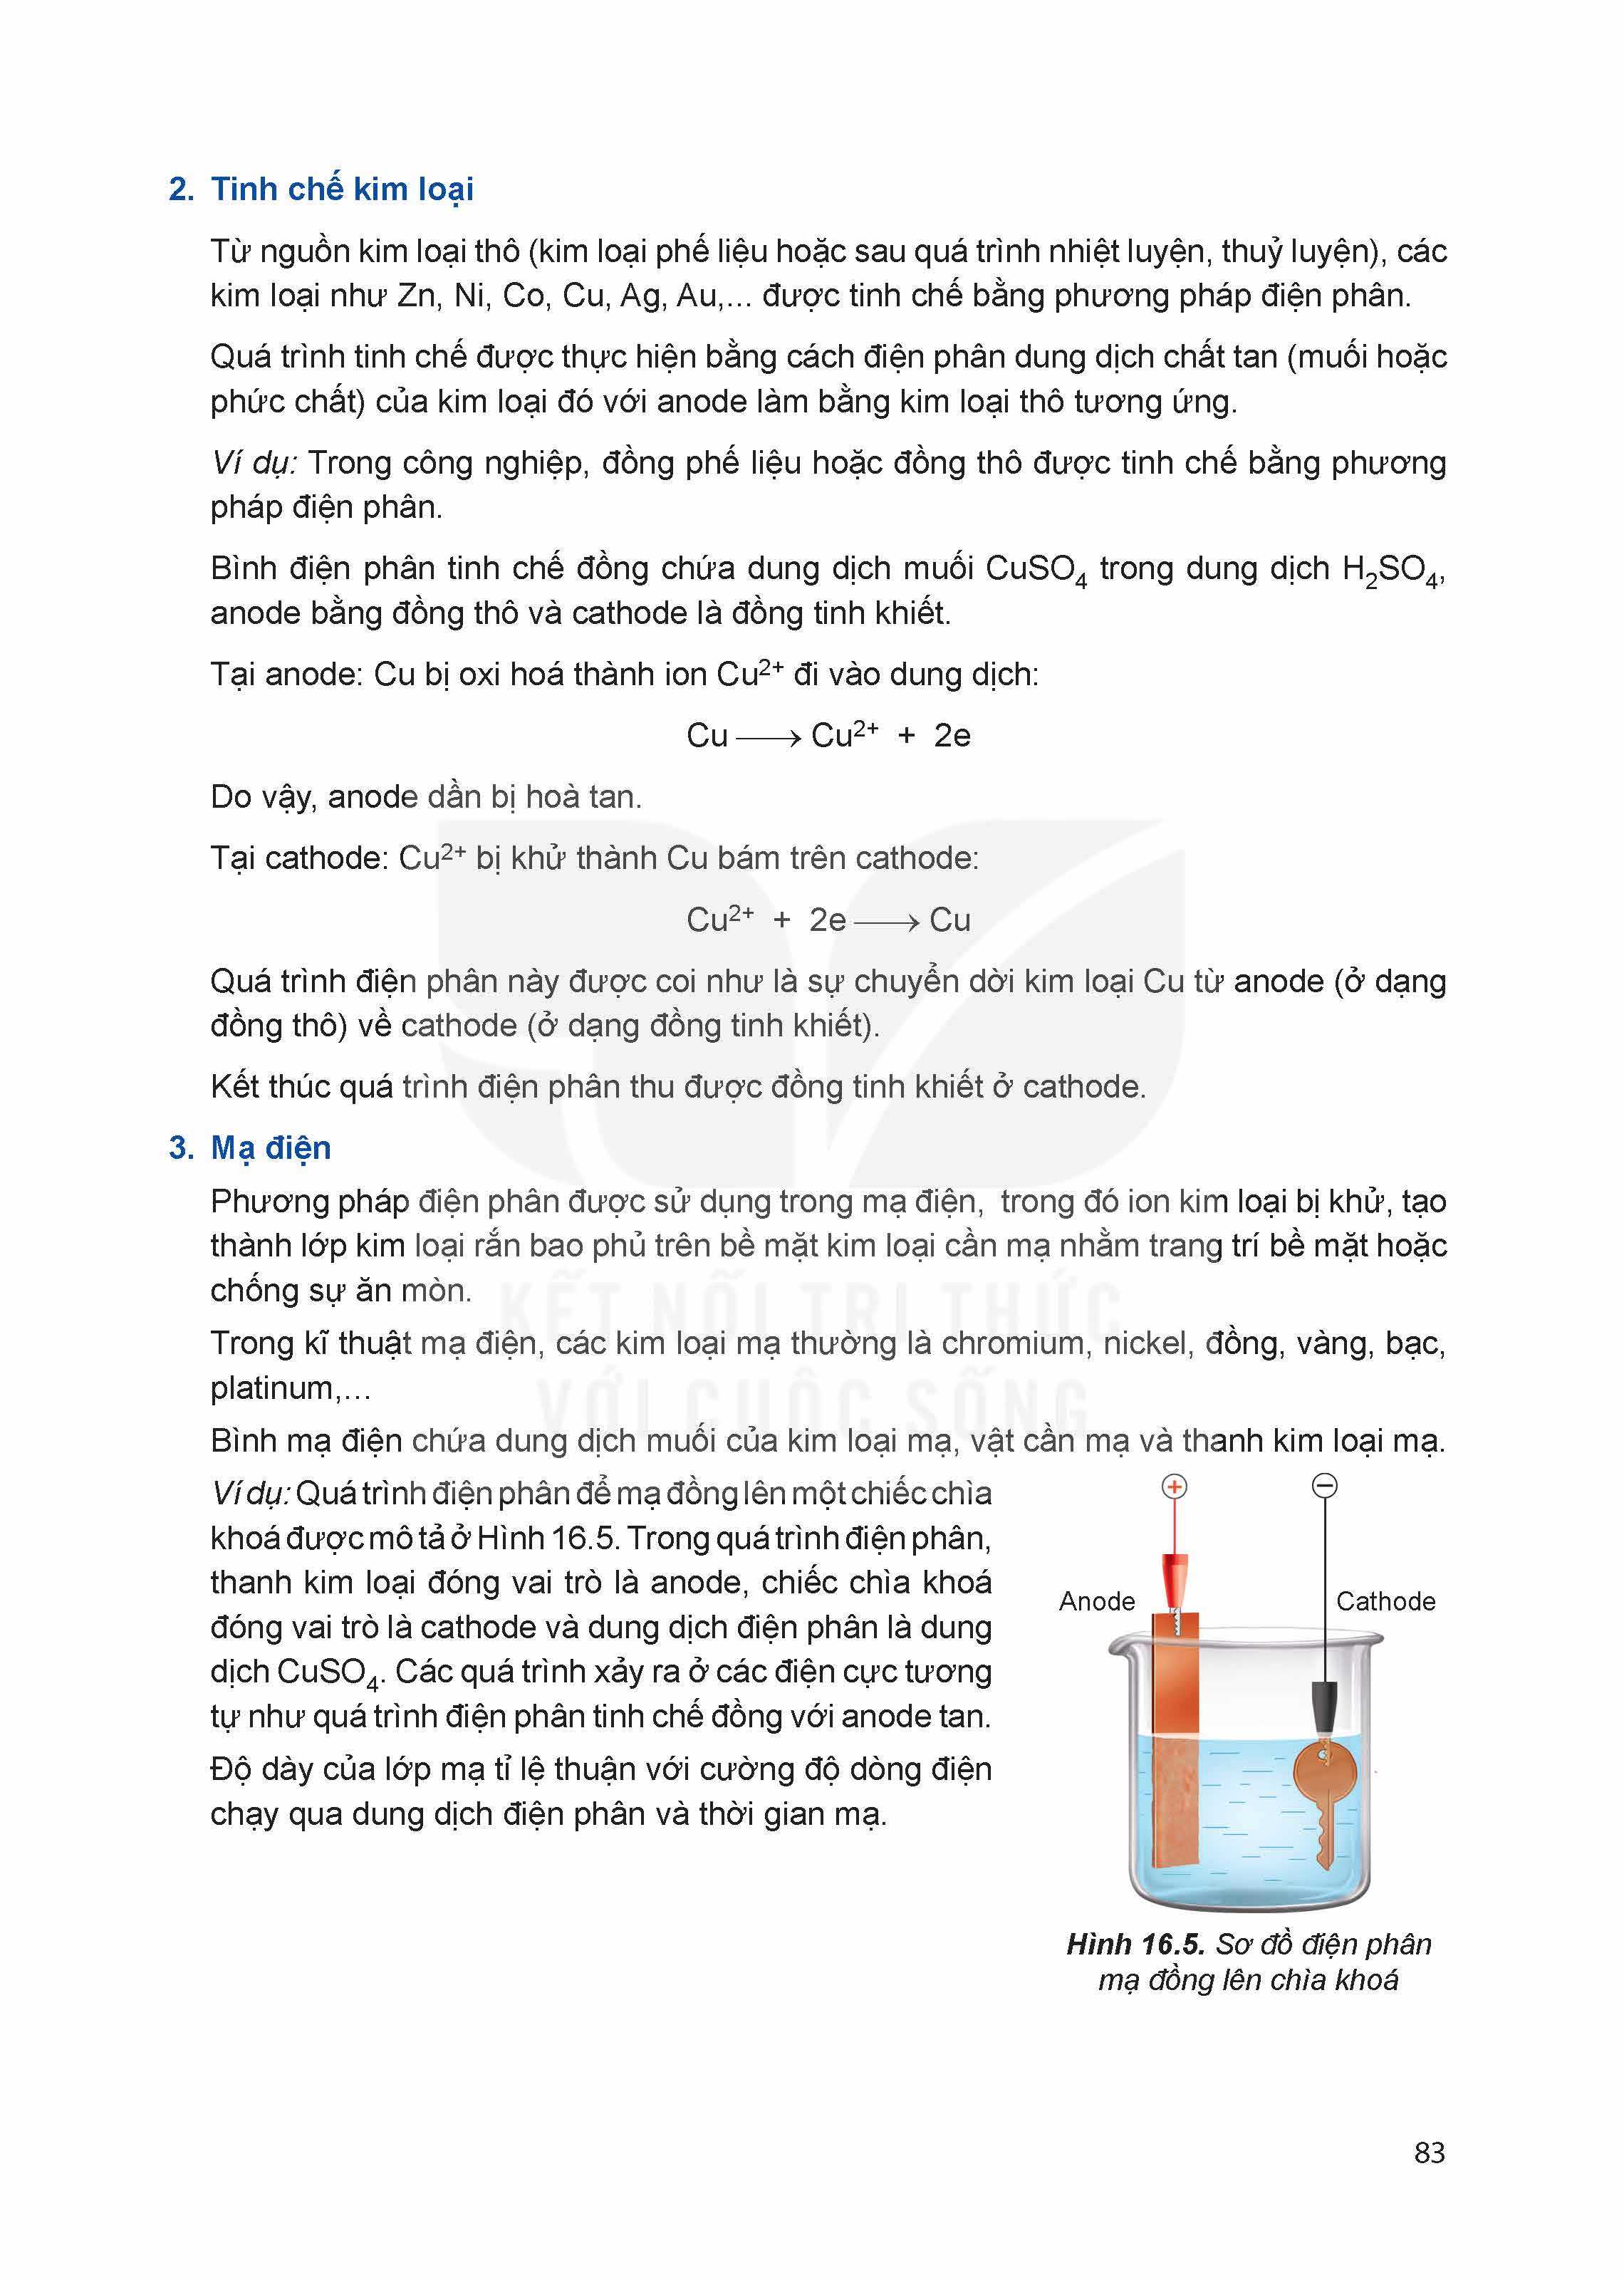 2. Tinh chế kim loại
Từ nguồn kim loại thô (kim loại phế liệu hoặc sau quá trình nhiệt luyện, thuỷ luyện), các
kim loại như Zn, Ni, Co, Cu, Ag, Au,... được tinh chế bằng phương pháp điện phân.
Quá trình tinh chế được thực hiện bằng cách điện phân dung dịch chất tan (muối hoặc
phức chất) của kim loại đó với anode làm bằng kim loại thô tương ứng.
Ví dụ: Trong công nghiệp, đồng phế liệu hoặc đồng thô được tinh chế bằng phương
pháp điện phân.
Bình điện phân tinh chế đồng chứa dung dịch muối CuSO₄ trong dung dịch H₂SO₄,
anode bằng đồng thô và cathode là đồng tinh khiết.
Tại anode: Cu bị oxi hoá thành ion Cu²⁺ đi vào dung dịch:
Cu ⟶ Cu²⁺ + 2e
Do vậy, anode dần bị hoà tan.
Tại cathode: Cu²⁺ bị khử thành Cu bám trên cathode:
Cu²⁺ + 2e ⟶ Cu
Quá trình điện phân này được coi như là sự chuyển dời kim loại Cu từ anode (ở dạng
đồng thô) về cathode (ở dạng đồng tinh khiết).
Kết thúc quá trình điện phân thu được đồng tinh khiết ở cathode.
3. Mạ điện
Phương pháp điện phân được sử dụng trong mạ điện, trong đó ion kim loại bị khử, tạo
thành lớp kim loại rắn bao phủ trên bề mặt kim loại cần mạ nhằm trang trí bề mặt hoặc
chống sự ăn mòn.
KẾT NỐI TRI THỨC
Trong kĩ thuật mạ điện, các kim loại mạ thường là chromium, nickel, đồng, vàng, bạc,
platinum,...
VỚI CUỘC SỐNG
Bình mạ điện chứa dung dịch muối của kim loại mạ, vật cần mạ và thanh kim loại mạ.
Ví dụ: Quá trình điện phân để mạ đồng lên một chiếc chìa
khoá được mô tả ở Hình 16.5. Trong quá trình điện phân,
thanh kim loại đóng vai trò là anode, chiếc chìa khoá
đóng vai trò là cathode và dung dịch điện phân là dung
dịch CuSO₄. Các quá trình xảy ra ở các điện cực tương
tự như quá trình điện phân tinh chế đồng với anode tan.
Độ dày của lớp mạ tỉ lệ thuận với cường độ dòng điện
chạy qua dung dịch điện phân và thời gian mạ.
+ −
Anode Cathode
Hình 16.5. Sơ đồ điện phân
mạ đồng lên chìa khoá
83